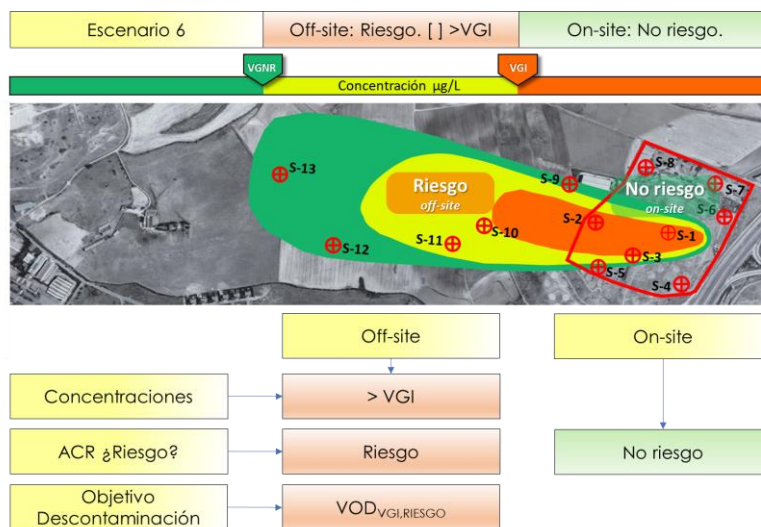 Escenario 6
Off-site: Riesgo. [ ] >VGI
On-site: No riesgo.
VGNR
VGI
Concentración µg/L
S-13
S-9
S-8
S-7
Riesgo
off-site
No riesgo
on-site
S-2
S-6
S-10
S-1
S-12
S-11
S-3
S-5
S-4
Off-site
On-site
Concentraciones
> VGI
ACR ¿Riesgo?
Riesgo
No riesgo
Objetivo
Descontaminación
VOD_VGI,RIESGO